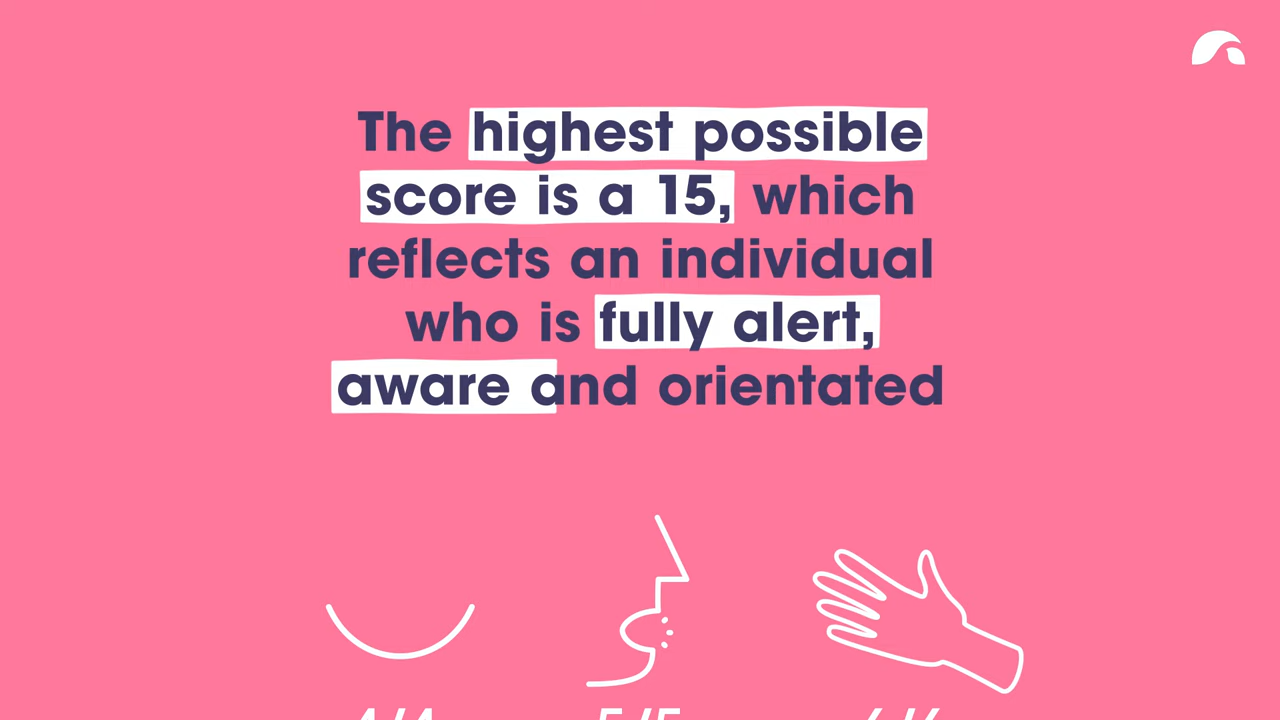 The highest possible
score is a 15, which
reflects an individual
who is fully alert,
aware and orientated